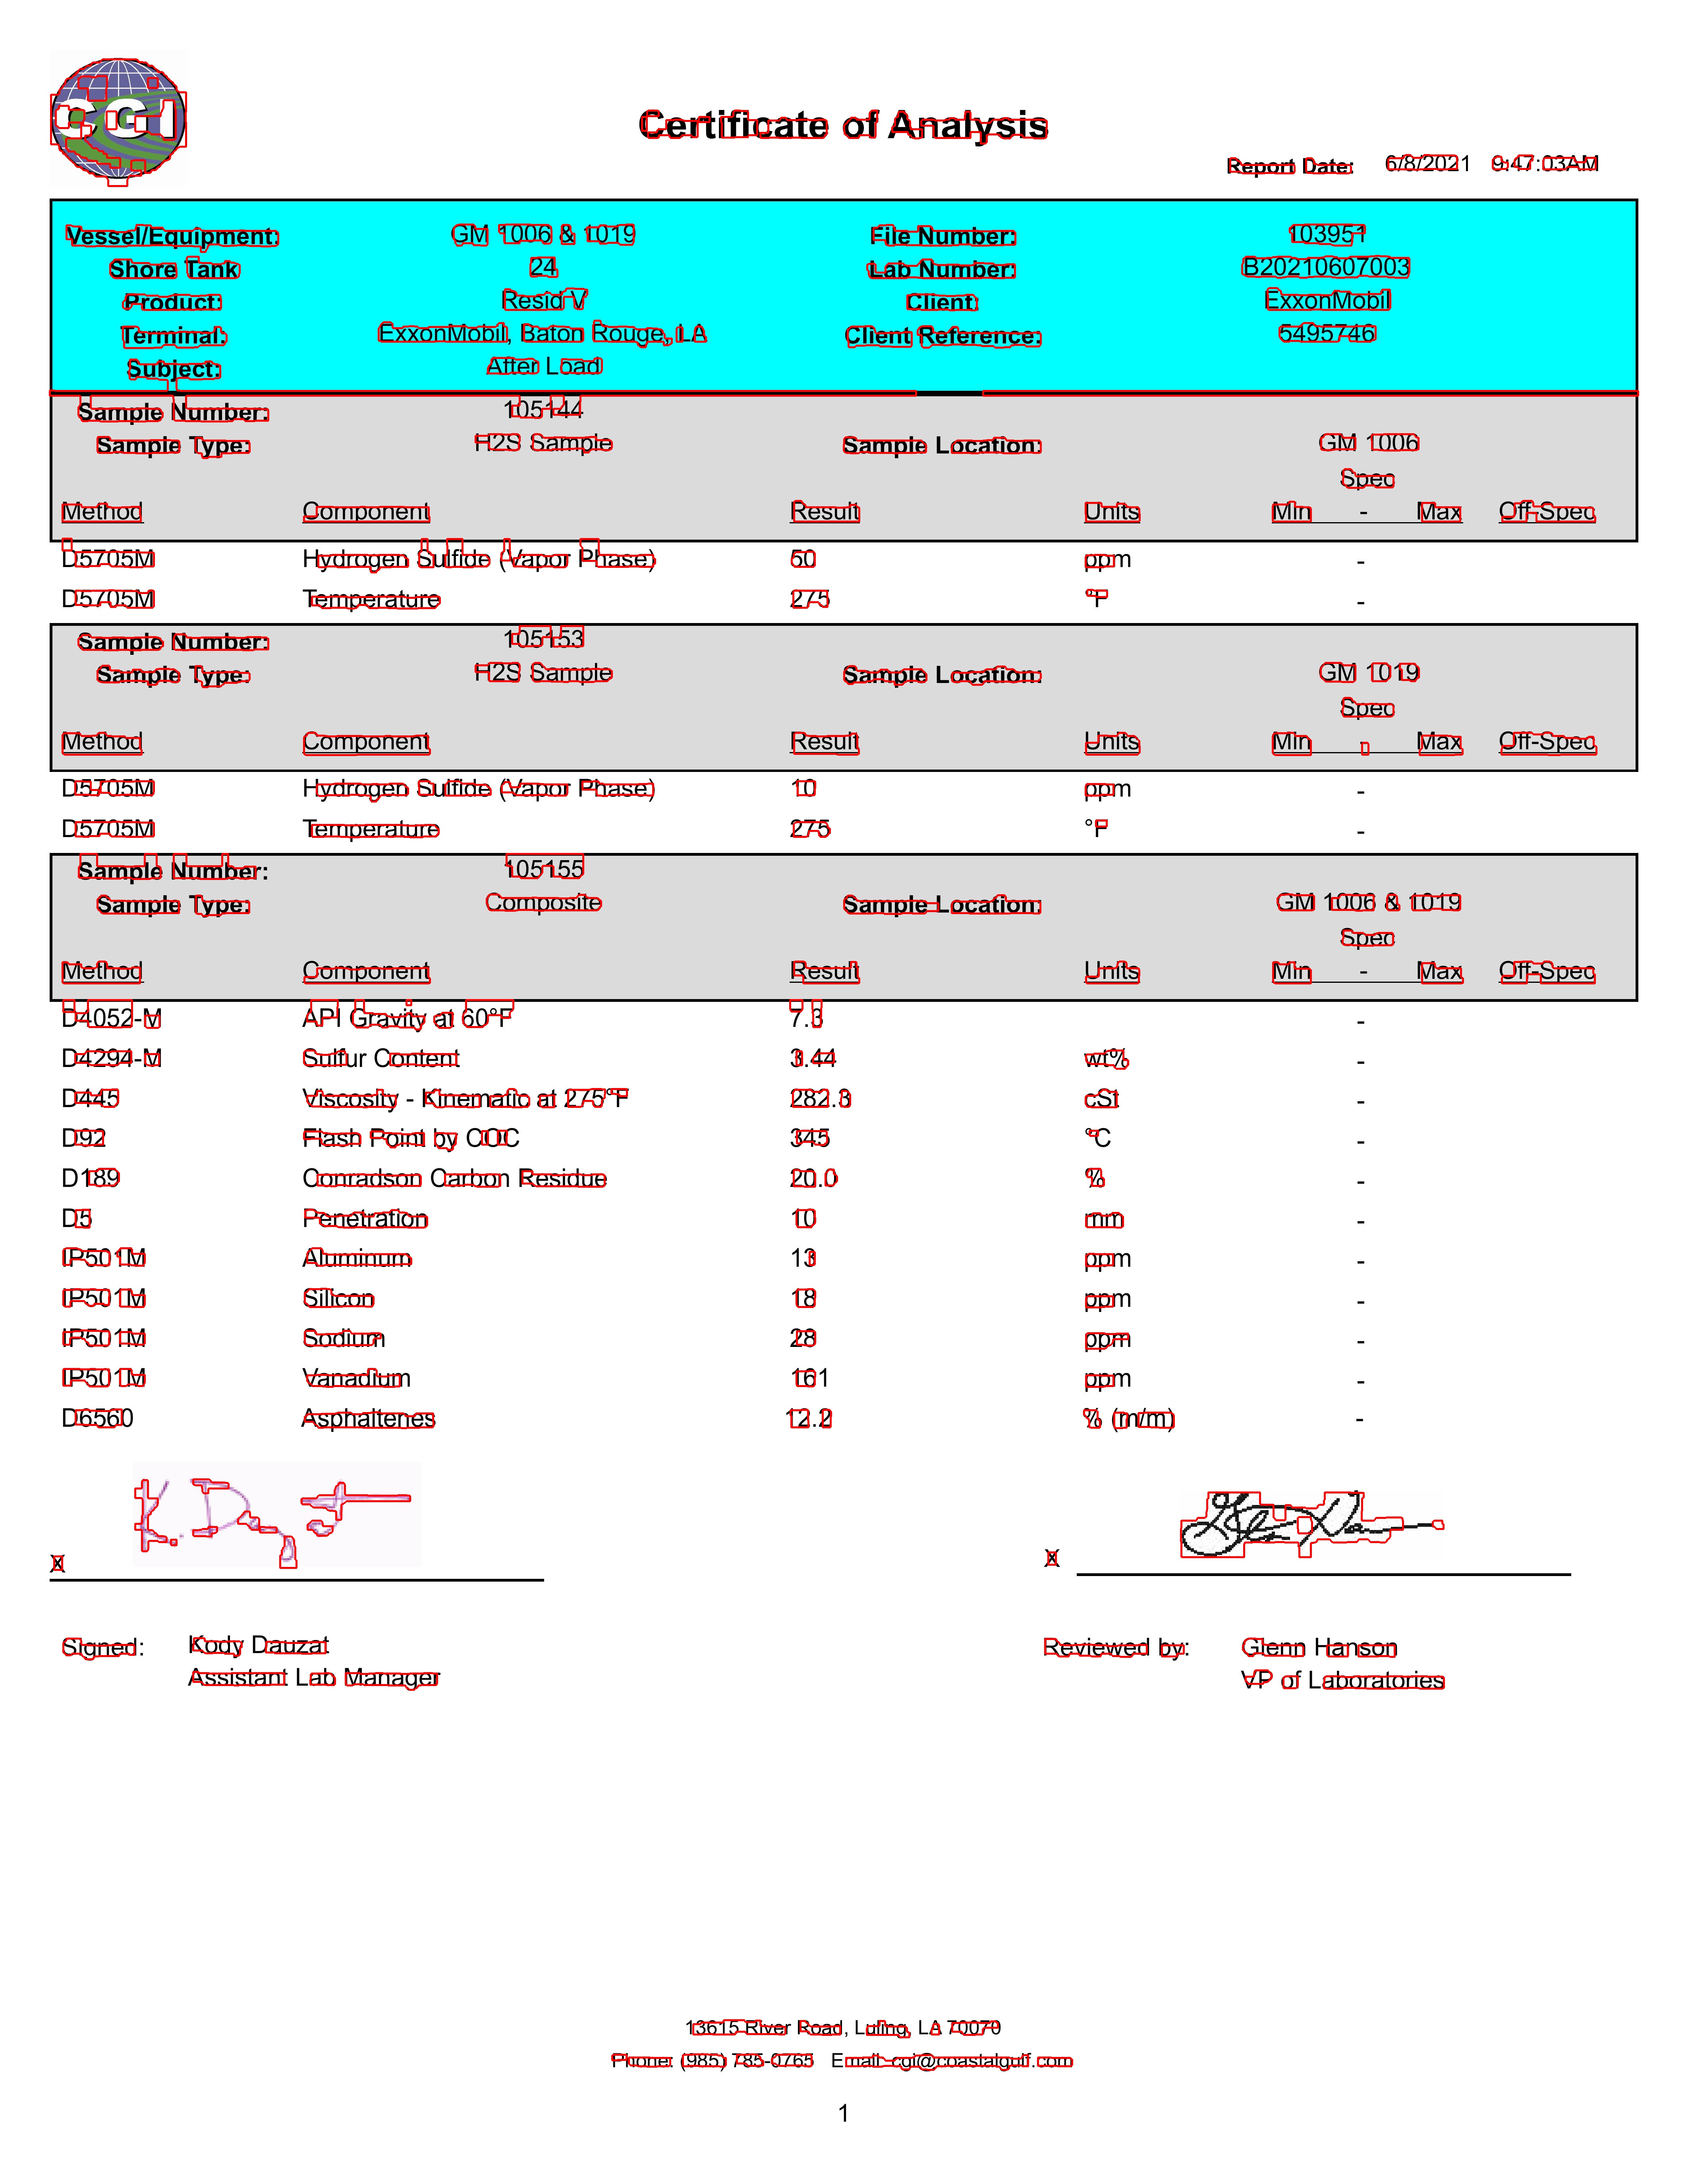 CGI
Certificate of Analysis
Report Date: 6/8/2021 9:47:03AM
Vessel/Equipment: GM 1006 & 1019 File Number: 103951
Shore Tank 24 Lab Number: B20210607003
Product: Resid V Client: ExxonMobil
Terminal: ExxonMobil, Baton Rouge, LA Client Reference: 5495746
Subject: After Load
Sample Number: 105144
Sample Type: H2S Sample Sample Location: GM 1006
Spec
Method Component Result Units Min - Max Off-Spec
D5705M Hydrogen Sulfide (Vapor Phase) 50 ppm -
D5705M Temperature 275 °F -
Sample Number: 105153
Sample Type: H2S Sample Sample Location: GM 1019
Spec
Method Component Result Units Min - Max Off-Spec
D5705M Hydrogen Sulfide (Vapor Phase) 10 ppm -
D5705M Temperature 275 °F -
Sample Number: 105155
Sample Type: Composite Sample Location: GM 1006 & 1019
Spec
Method Component Result Units Min - Max Off-Spec
D4052-M API Gravity at 60°F 7.3 -
D4294-M Sulfur Content 3.44 wt% -
D445 Viscosity - Kinematic at 275°F 282.3 cSt -
D92 Flash Point by COC 345 °C -
D189 Conradson Carbon Residue 20.0 % -
D5 Penetration 10 mm -
IP501M Aluminum 13 ppm -
IP501M Silicon 18 ppm -
IP501M Sodium 28 ppm -
IP501M Vanadium 161 ppm -
D6560 Asphaltenes 12.2 % (m/m) -
X X
Signed: Kody Dauzat Reviewed by: Glenn Hanson
Assistant Lab Manager VP of Laboratories
13615 River Road, Luling, LA 70070
Phone: (985) 785-0765 Email: cgi@coastalgulf.com
1